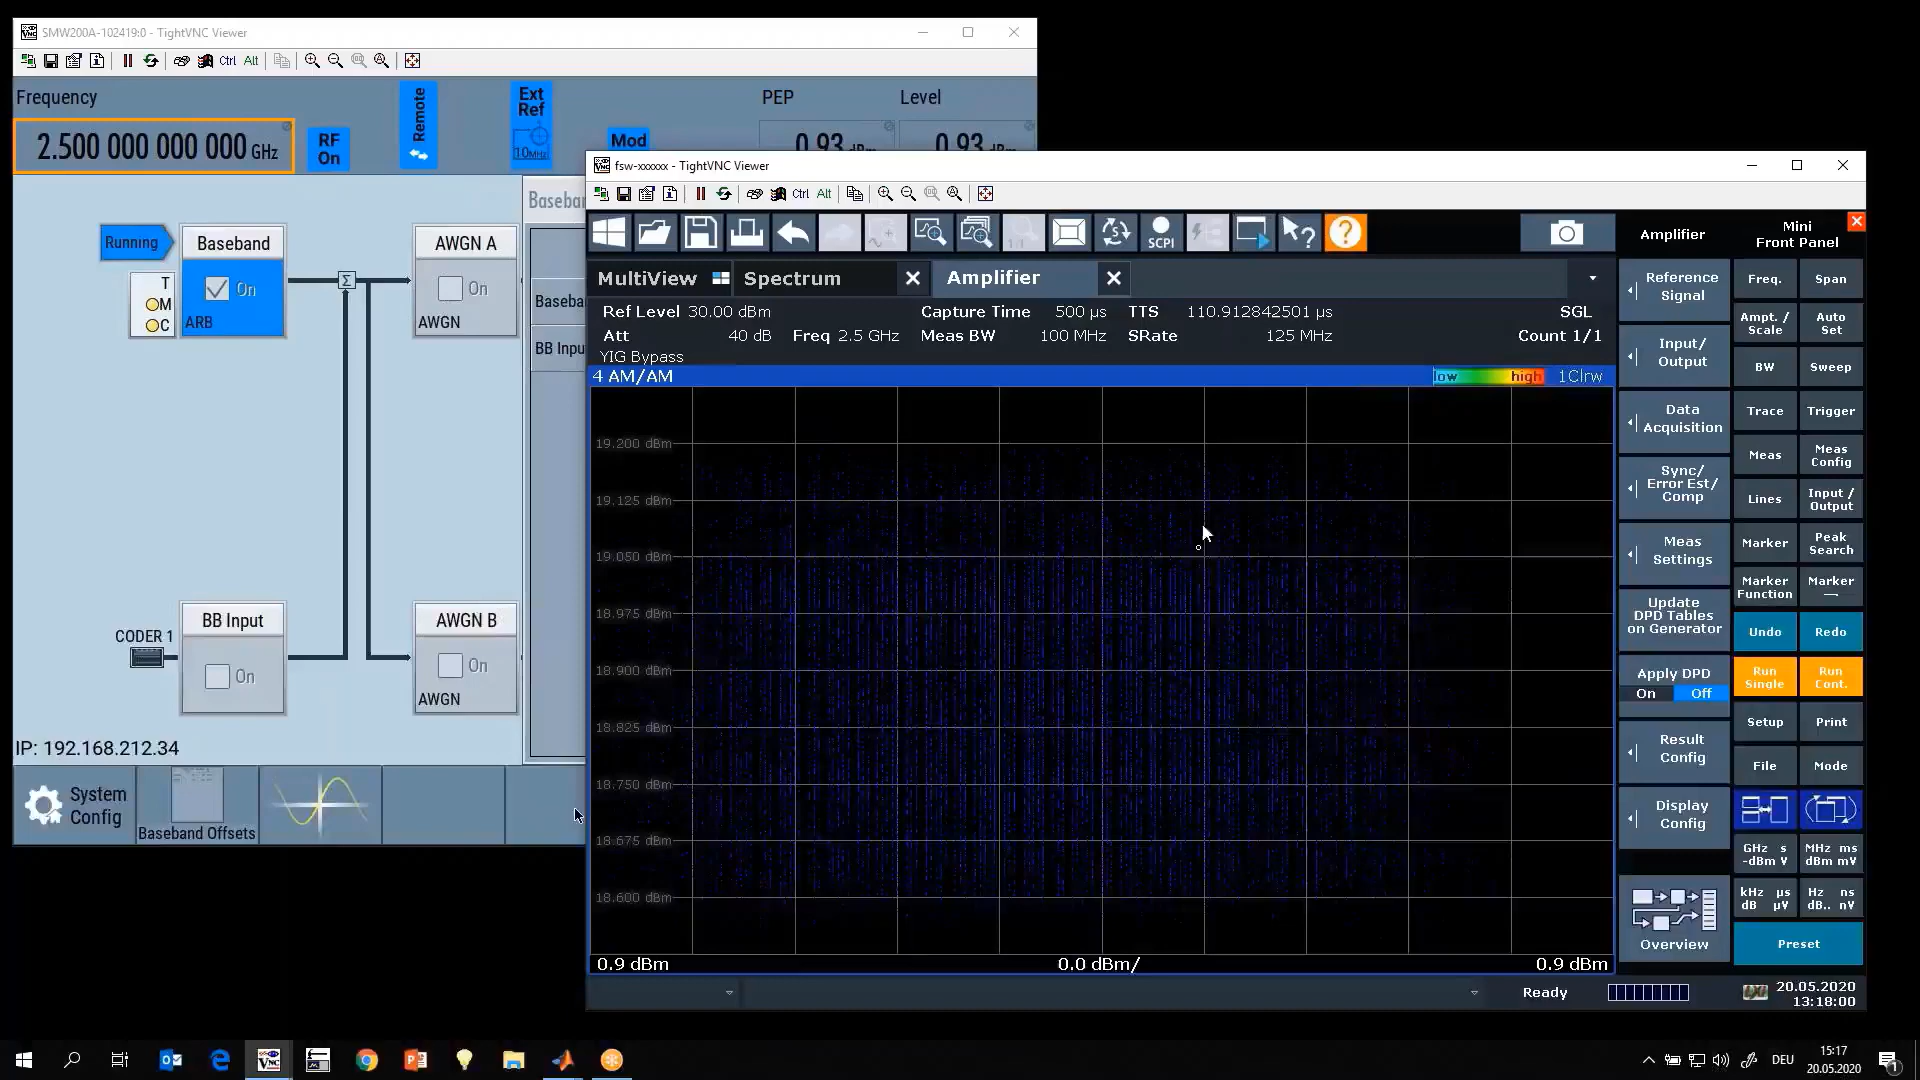 SMW200A-102419:0 - TightVNC Viewer
Ctrl Alt
Frequency
2.500 000 000 000 GHz
RF
On
Remote
Ext
Ref
10MHz
Mod
PEP
0.93 dBm
Level
0.93 dBm
Running
Baseband
On
ARB
T
M
C
Σ
AWGN A
On
AWGN
BB Input
On
CODER 1
AWGN B
On
AWGN
IP: 192.168.212.34
System
Config
Baseband Offsets
fsw-xxxxxx - TightVNC Viewer
Ctrl Alt
SCPI
MultiView
Spectrum
Amplifier
Ref Level 30.00 dBm Capture Time 500 µs TTS 110.912842501 µs SGL
Att 40 dB Freq 2.5 GHz Meas BW 100 MHz SRate 125 MHz Count 1/1
YIG Bypass
4 AM/AM
low high 1Clrw
19.200 dBm
19.125 dBm
19.050 dBm
18.975 dBm
18.900 dBm
18.825 dBm
18.750 dBm
18.675 dBm
18.600 dBm
0.9 dBm 0.0 dBm/ 0.9 dBm
Ready
20.05.2020
13:18:00
Amplifier
Reference
Signal
Input/
Output
Data
Acquisition
Sync/
Error Est/
Comp
Meas
Settings
Update
DPD Tables
on Generator
Apply DPD
On Off
Result
Config
Display
Config
Overview
Mini
Front Panel
Freq. Span
Ampt. /
Scale
Auto
Set
BW Sweep
Trace Trigger
Meas
Meas
Config
Lines
Input /
Output
Marker
Peak
Search
Marker
Function
Marker
Undo Redo
Run
Single
Run
Cont.
Setup Print
File Mode
GHz s
-dBm V
MHz ms
dBm mV
kHz µs
dB µV
Hz ns
dB.. nV
Preset
DEU
15:17
20.05.2020
1